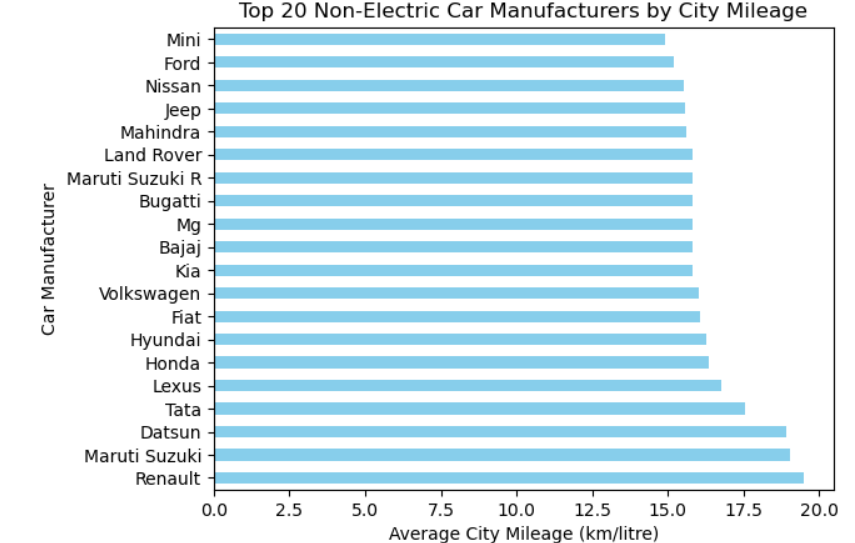 Top 20 Non-Electric Car Manufacturers by City Mileage
Car Manufacturer
Mini
Ford
Nissan
Jeep
Mahindra
Land Rover
Maruti Suzuki R
Bugatti
Mg
Bajaj
Kia
Volkswagen
Fiat
Hyundai
Honda
Lexus
Tata
Datsun
Maruti Suzuki
Renault
0.0 2.5 5.0 7.5 10.0 12.5 15.0 17.5 20.0
Average City Mileage (km/litre)